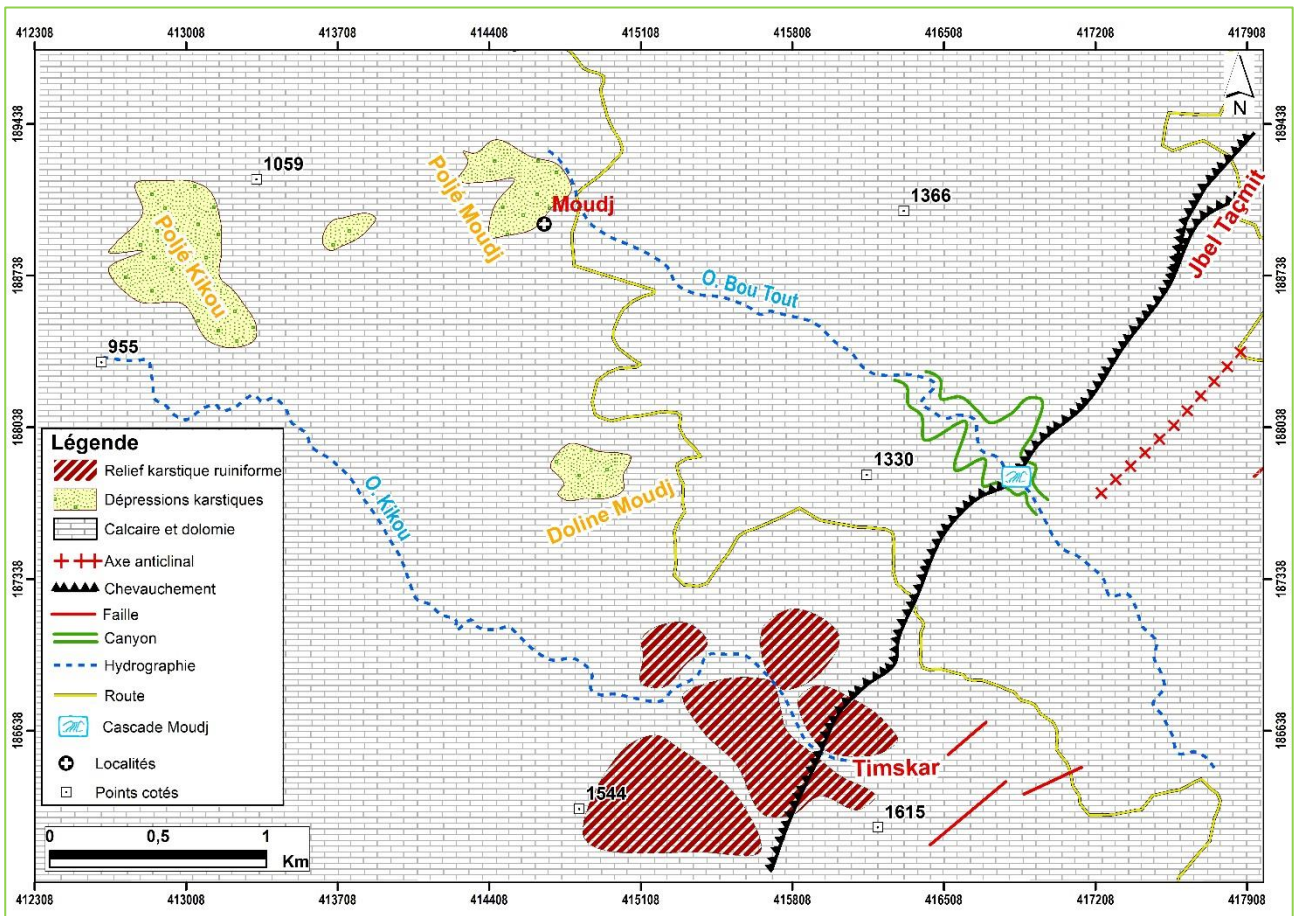 412308 413008 413708 414408 415108 415808 416508 417208 417908
189438
189438
N
1059
Poljé Moudj
Moudj
1366
Jbel Taçmit
Poljé Kikou
188738
188738
O. Bou Tout
955
188038
188038
Légende
Relief karstique ruiniforme
Dépressions karstiques
Calcaire et dolomie
Axe anticlinal
Chevauchement
Faille
Canyon
Hydrographie
Route
Cascade Moudj
Localités
Points cotés
O. Kikou
1330
Doline Moudj
187338
187338
186638
186638
Timskar
1544
1615
0 0,5 1
Km
412308 413008 413708 414408 415108 415808 416508 417208 417908